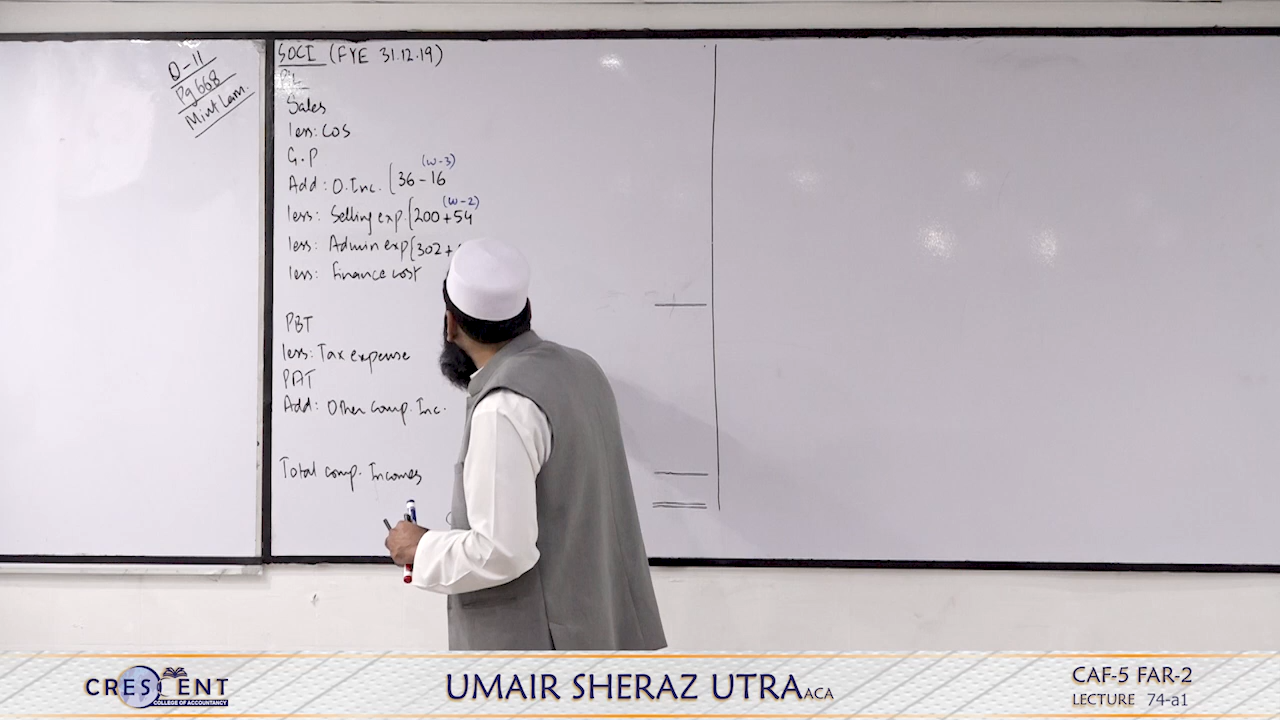 D-11
Pg 668
Mint Lam.
SOCI (FYE 31.12.19)
P&L
Sales
less: COS
G.P
(W-3)
Add: O.Inc. [36-16
(W-2)
less: Selling exp. [200+54
less: Admin exp [302+
less: Finance cost
PBT
less: Tax expense
PAT
Add: Other Comp. Inc.
Total comp. Incomes
CRESCENT
COLLEGE OF ACCOUNTANCY
UMAIR SHERAZ UTRA ACA
CAF-5 FAR-2
LECTURE 74-a1